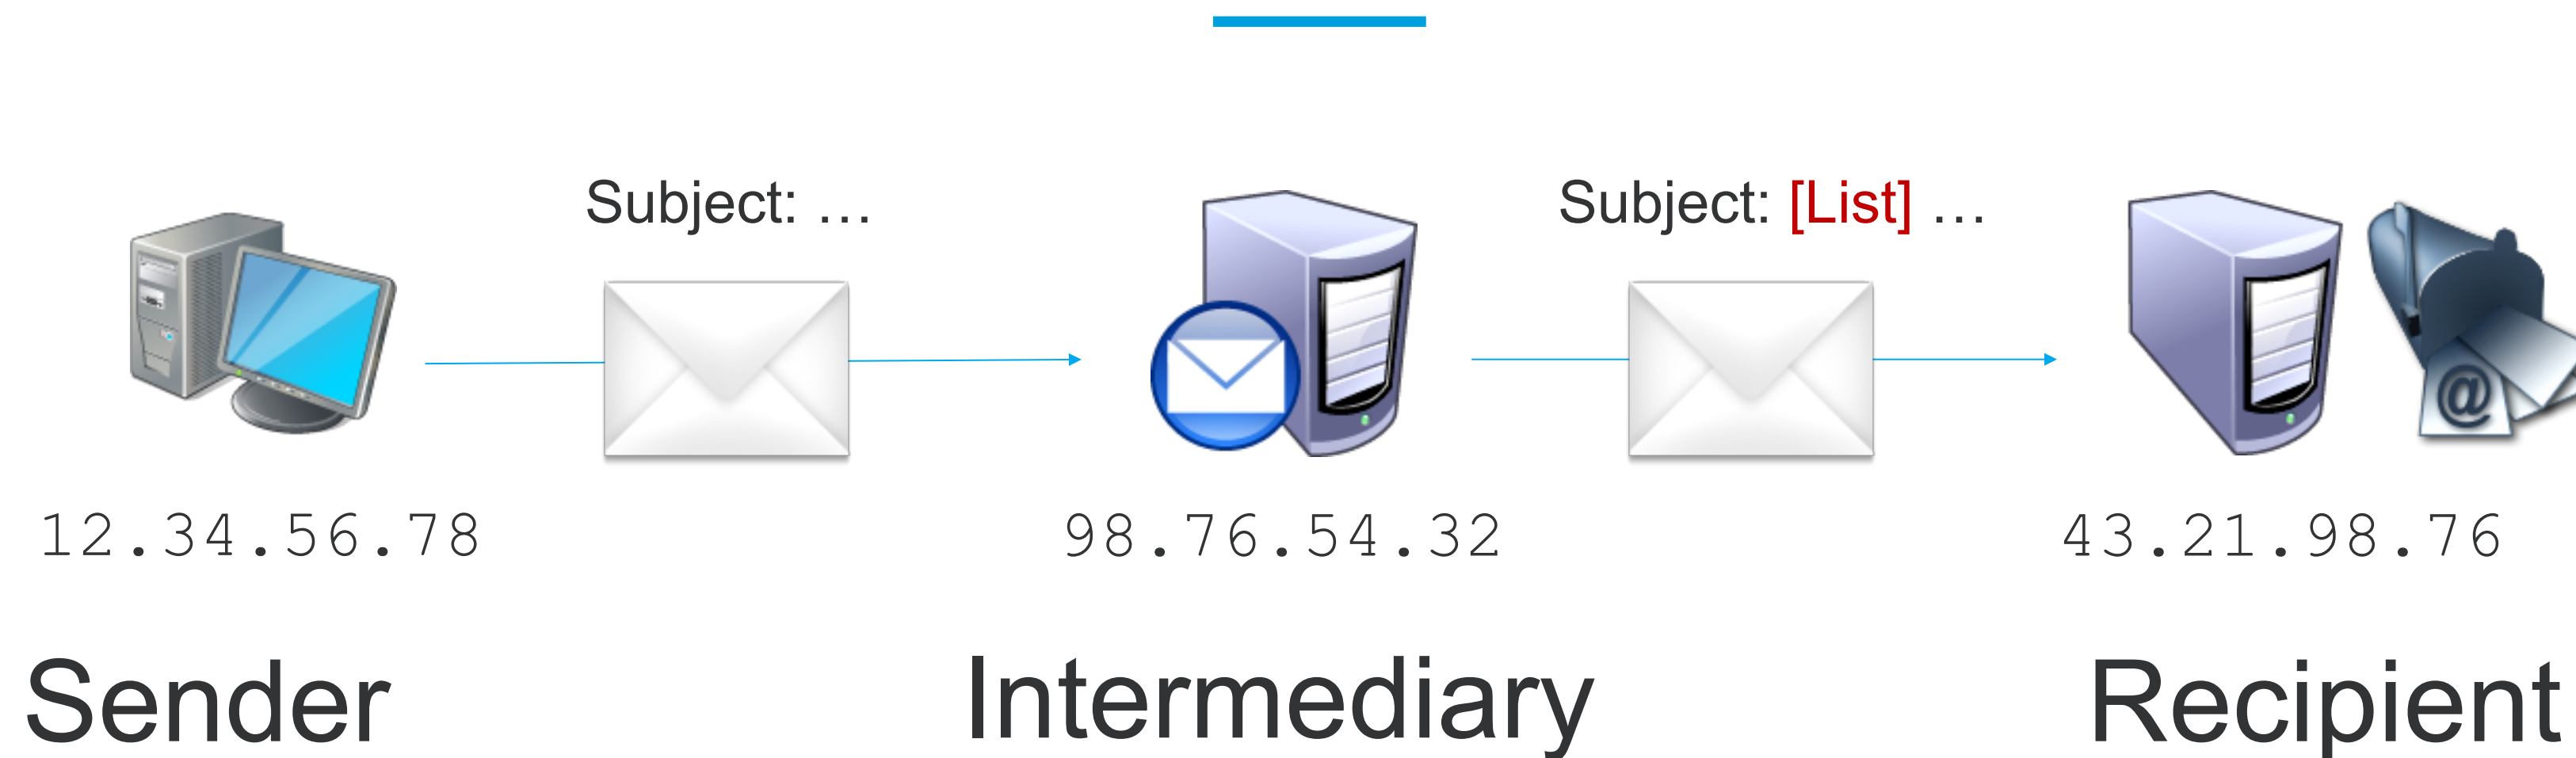 Subject: …
Subject: [List] …
@
12.34.56.78
98.76.54.32
43.21.98.76
Sender
Intermediary
Recipient